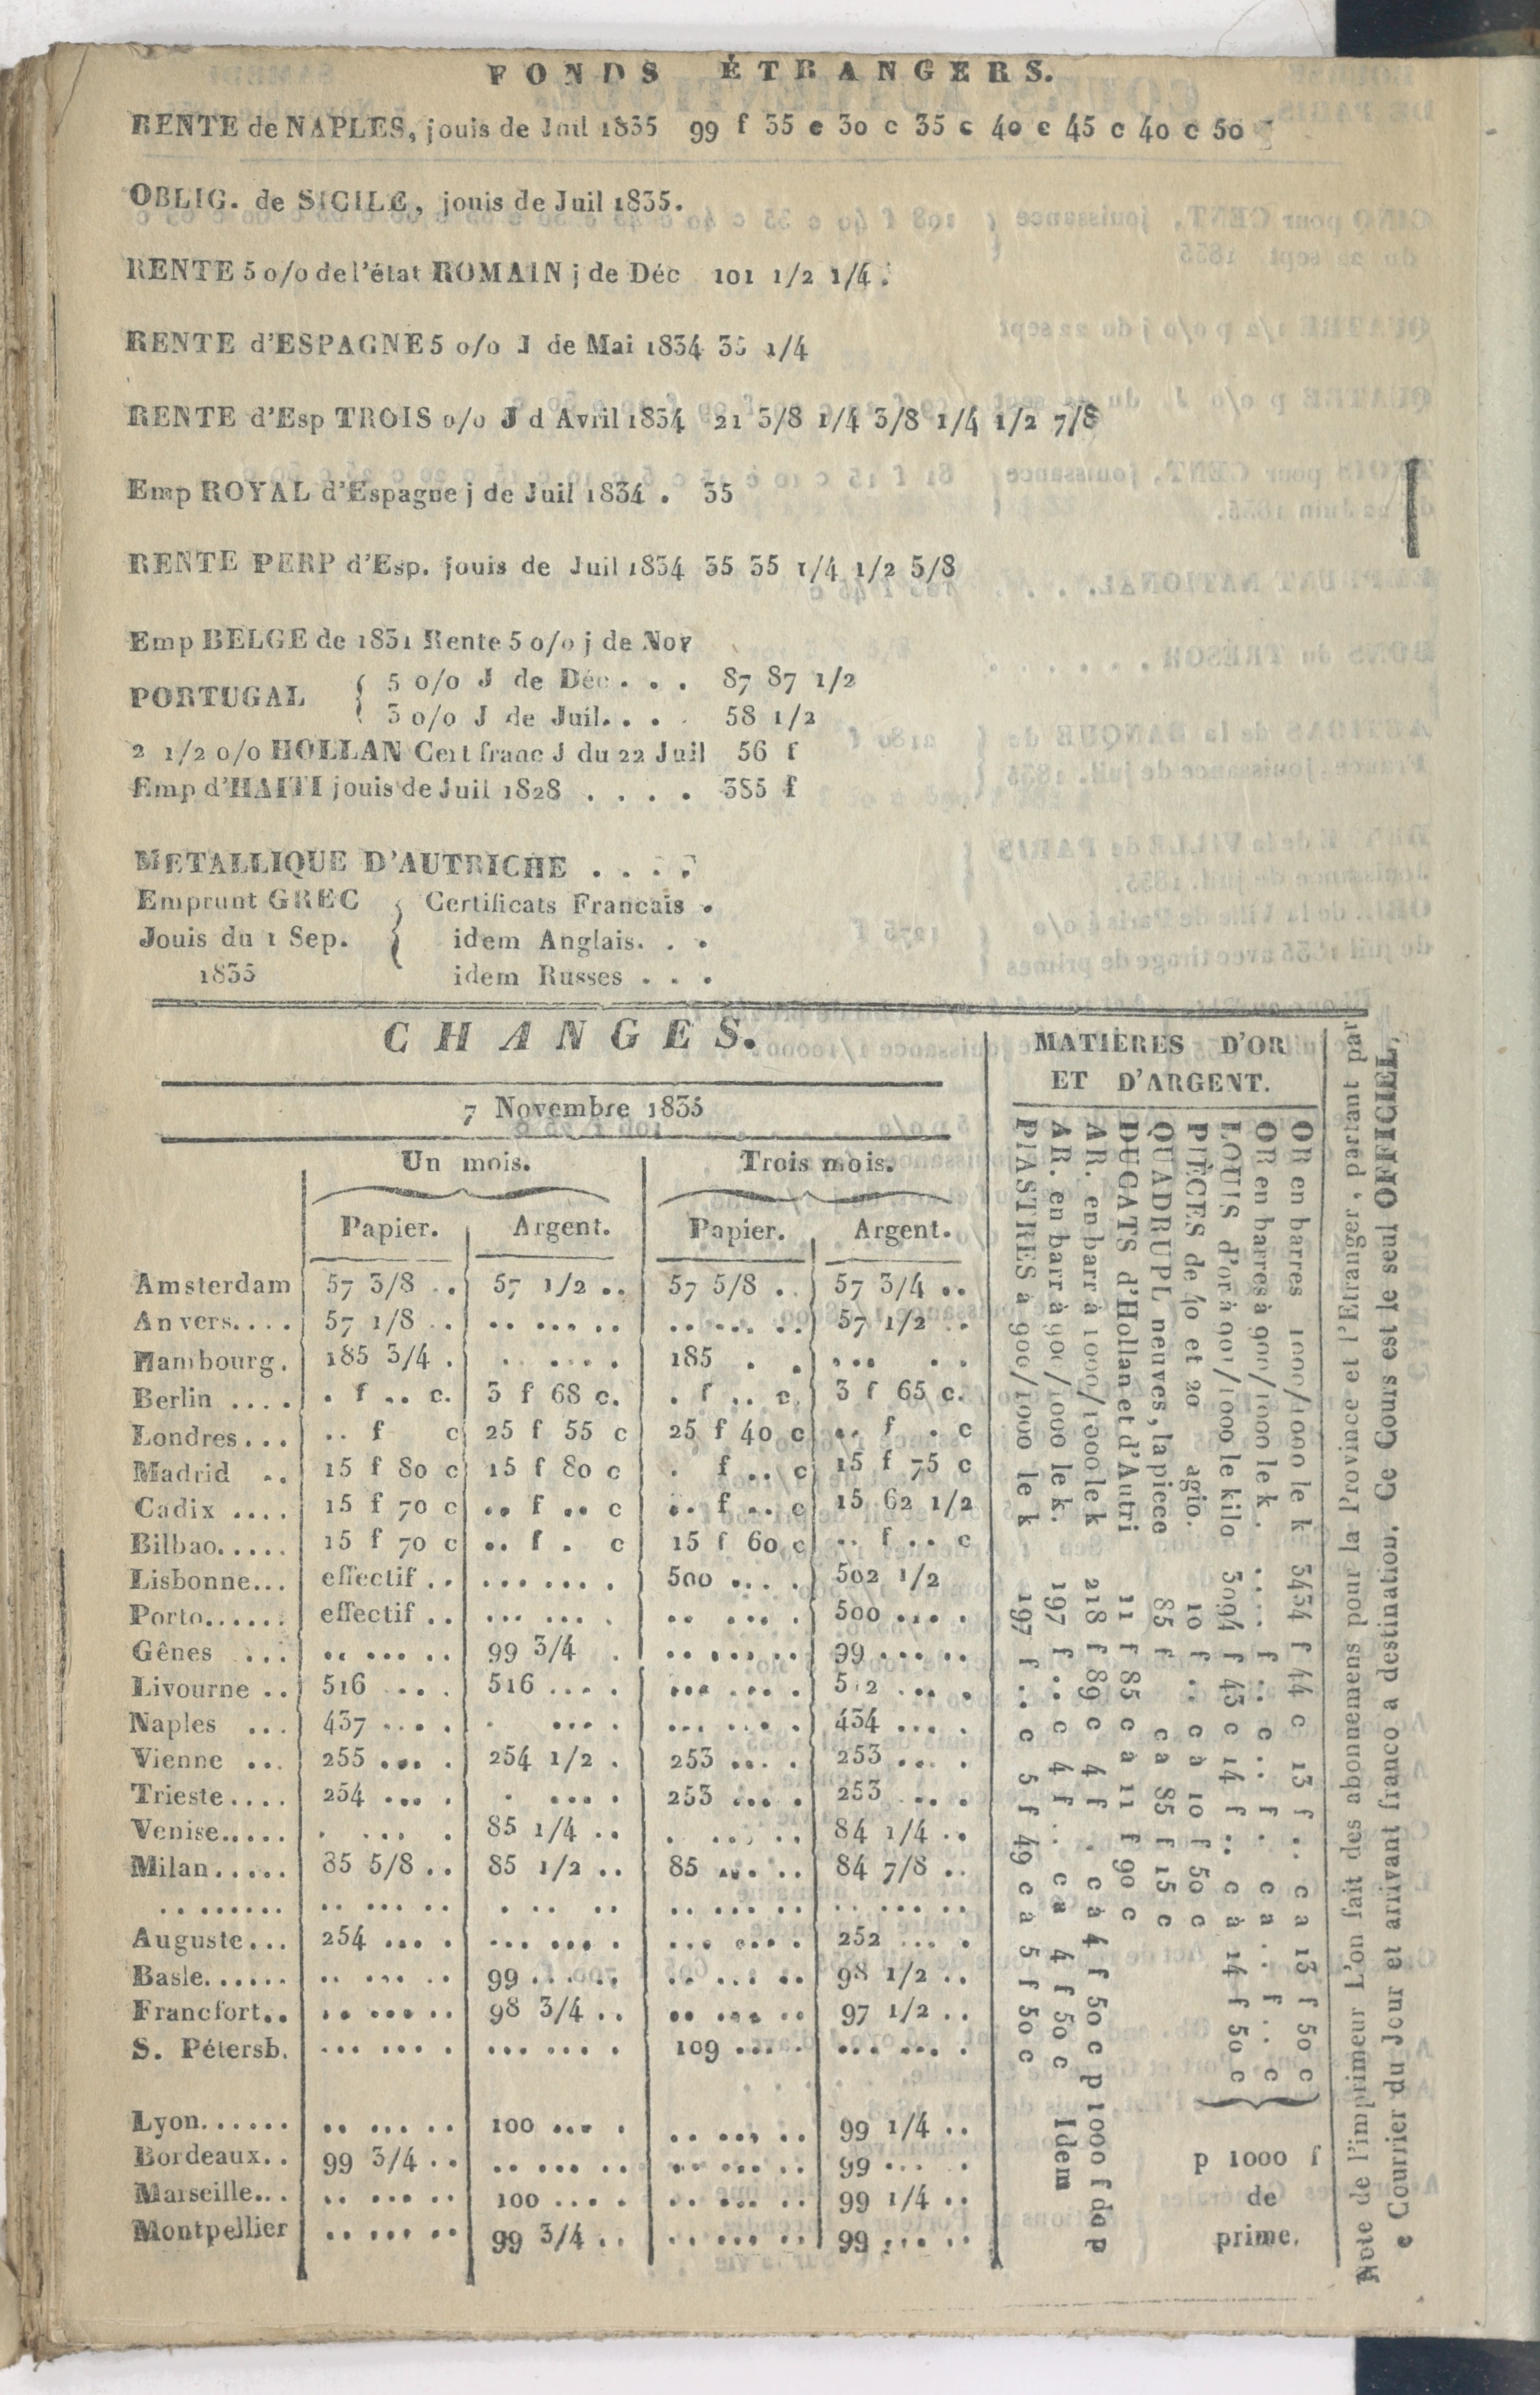 FONDS ÉTRANGERS.
RENTE de NAPLES, jouis de Juil 1835 99 f 35 c 30 c 35 c 40 c 45 c 40 c 50
OBLIG. de SICILE, jouis de Juil 1835.
RENTE 5 o/o de l'état ROMAIN j de Déc 101 1/2 1/4
RENTE d'ESPAGNE 5 o/o J de Mai 1834 35 1/4
RENTE d'Esp TROIS o/o J d Avril 1834 21 3/8 1/4 3/8 1/4 1/2 7/8
Emp ROYAL d'Espagne j de Juil 1834 . 35
RENTE PERP d'Esp. jouis de Juil 1834 35 35 1/4 1/2 5/8
Emp BELGE de 1831 Rente 5 o/o j de Nov
PORTUGAL { 5 o/o J de Déc . . . 87 87 1/2
3 o/o J de Juil. . . . 58 1/2
2 1/2 o/o HOLLAN Cert franc J du 22 Juil 56 f
Emp d'HAITI jouis de Juil 1828 . . . . 385 f
METALLIQUE D'AUTRICHE . . . .
Emprunt GREC { Certificats Francais .
Jouis du 1 Sep. idem Anglais. . .
1835 idem Russes . . .
CHANGES.
7 Novembre 1835
Un mois. Trois mois.
Papier. Argent. Papier. Argent.
Amsterdam 57 3/8 .. 57 1/2 .. 57 5/8 . 57 3/4 ..
Anvers.... 57 1/8 .. .. ... .. .. ... .. 57 1/2 ..
Hambourg. 185 3/4 . . ... . 185 . . ... . .
Berlin .... . f .. c. 3 f 68 c. . f .. c. 3 f 65 c.
Londres... .. f c 25 f 55 c 25 f 40 c .. f . c
Madrid .. 15 f 80 c 15 f 80 c . f .. c 15 f 75 c
Cadix .... 15 f 70 c .. f .. c .. f .. c 15 62 1/2
Bilbao..... 15 f 70 c .. f . c 15 f 60 c .. f .. c
Lisbonne... effectif .. ... ... . 500 ... . 502 1/2
Porto...... effectif .. ... ... . .. ... . 500 ... .
Gênes ... .. ... .. 99 3/4 . .. ... .. 99 ... ..
Livourne .. 516 ... . 516 ... . ... ... . 512 ... .
Naples ... 437 ... . . ... . ... ... . 434 ... .
Vienne ... 255 ... . 254 1/2 . 253 ... . 253 ... .
Trieste.... 254 ... . . ... . 253 ... . 253 ... .
Venise..... . ... . 85 1/4 .. . ... .. 84 1/4 ..
Milan..... 85 5/8 .. 85 1/2 .. 85 ... .. 84 7/8 ..
.. ...... .. ... .. . .. .. .. ... .. .. ... ..
Auguste... 254 ... . ... ... . ... ... . 252 ... .
Basle...... .. ... .. 99 ... .. .. ... .. 98 1/2 ..
Francfort.. .. ... .. 98 3/4 .. .. ... .. 97 1/2 ..
S. Pétersb. ... ... . ... ... . 109 ... . ... ... .
Lyon...... .. ... .. 100 ... . .. ... .. 99 1/4 ..
Bordeaux.. 99 3/4 .. .. ... .. .. ... .. 99 ... .
Marseille... .. ... .. 100 ... . .. ... .. 99 1/4 ..
Montpellier .. ... .. 99 3/4 .. .. ... .. 99 ... ..
MATIÈRES D'OR
ET D'ARGENT.
OR en barres 1000/1000 le k 3434 f 44 c 13 f .. c a 13 f 50 c
OR en barres à 900/1000 le k . .... f .. c .. f . c a .. f .. c
LOUIS d'or à 901/1000 le kilo 3094 f 43 c 14 f .. c à 14 f 50 c
p 1000 f
de
prime.
PIÈCES de 40 et 20 agio. 10 f .. c à 10 f 50 c
QUADRUPL neuves, la piece 85 f c a 85 f 15 c
DUCATS d'Hollan et d'Autri 11 f 85 c a 11 f 90 c
AR. en barr à 1000/1000 le k 218 f 89 c 4 f . c à 4 f 50 c p 1000 f de p
AR. en barr à 900/1000 le k. 197 f .. c 4 f .. c a 4 f 50 c Idem
PIASTRES à 900/1000 le k 197 f .. c 5 f 49 c à 5 f 50 c
Note de l'imprimeur L'on fait des abonnemens pour la Province et l'Etranger, partant par
e Courrier du Jour et arrivant franco a destination. Ce Cours est le seul OFFICIEL,